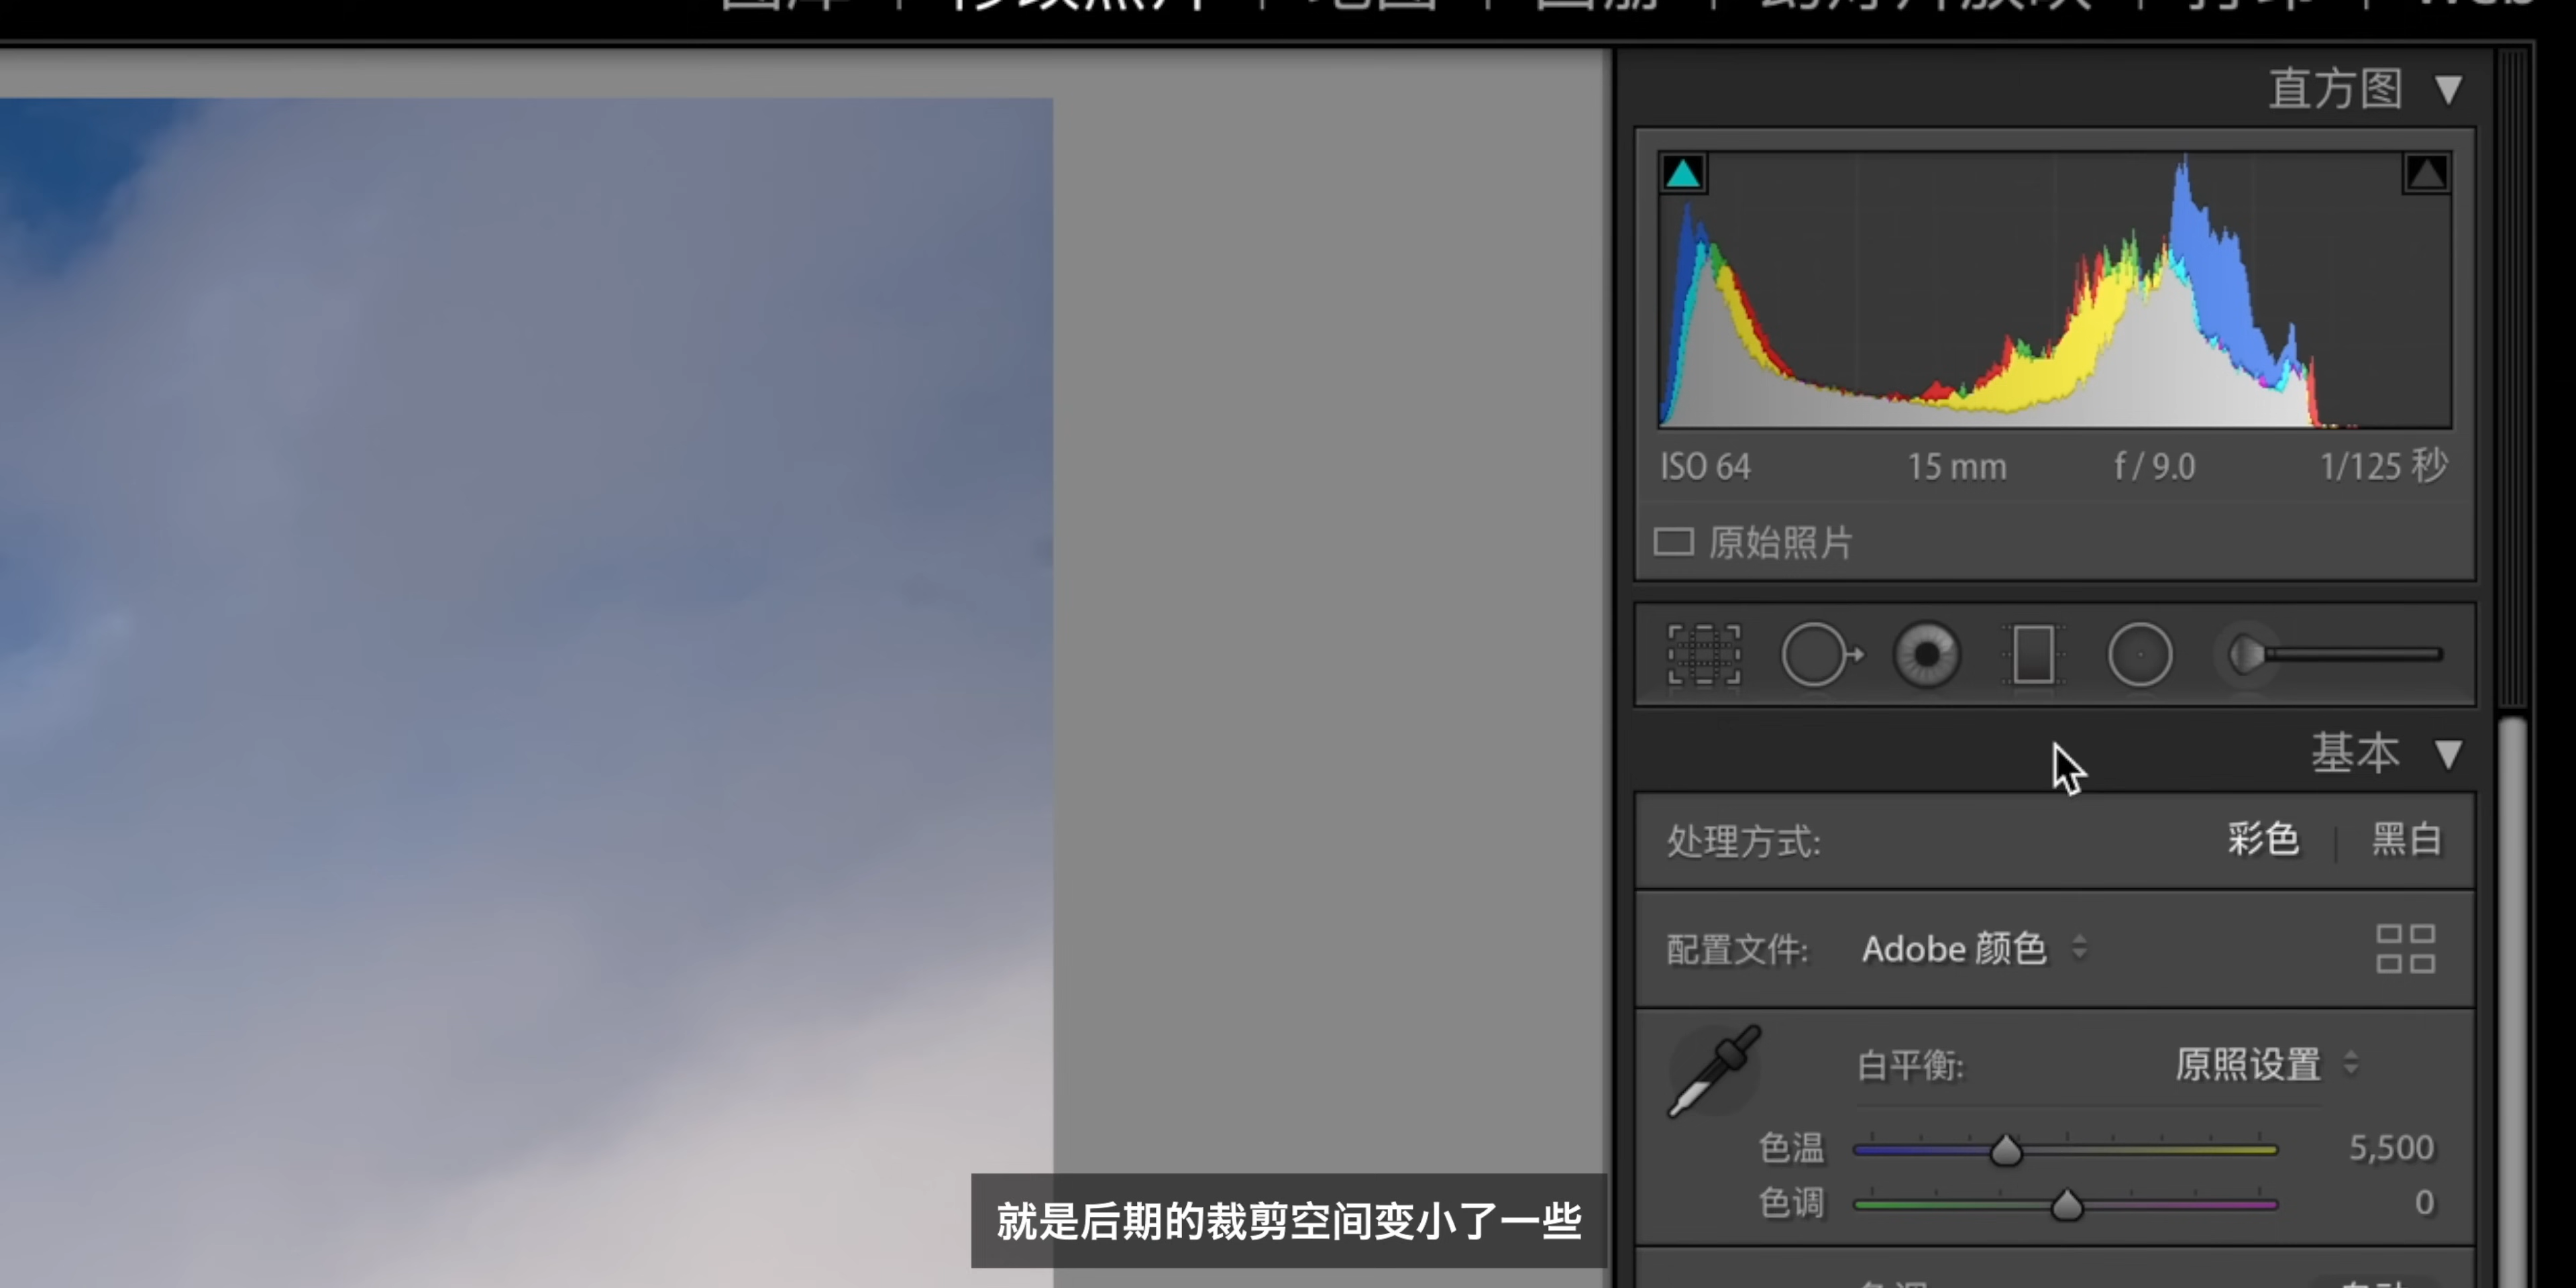 直方图
ISO 64 15 mm f / 9.0 1/125 秒
原始照片
基本
处理方式: 彩色 黑白
配置文件: Adobe 颜色
白平衡: 原照设置
色温 5,500
色调 0
就是后期的裁剪空间变小了一些